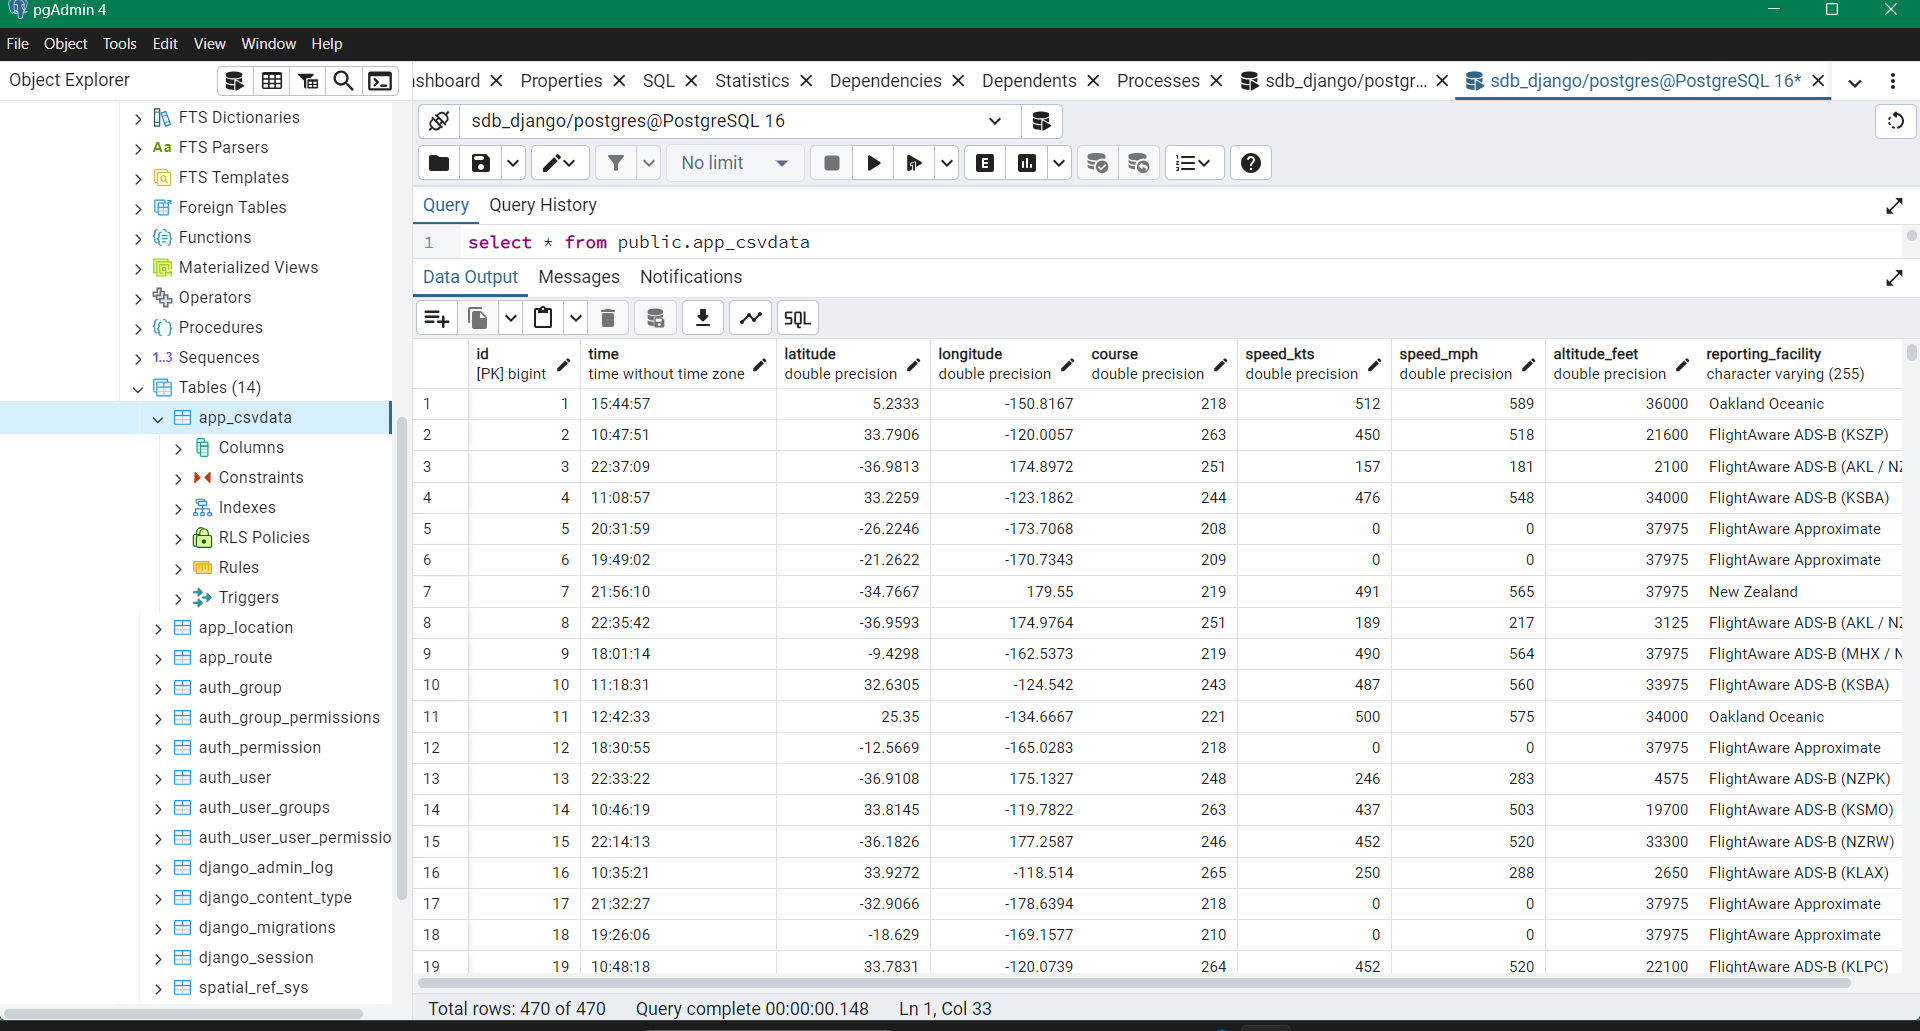 pgAdmin 4
File Object Tools Edit View Window Help
Object Explorer
shboard Properties SQL Statistics Dependencies Dependents Processes sdb_django/postgr... sdb_django/postgres@PostgreSQL 16*
FTS Dictionaries
Aa FTS Parsers
FTS Templates
Foreign Tables
Functions
Materialized Views
Operators
Procedures
1..3 Sequences
Tables (14)
app_csvdata
Columns
Constraints
Indexes
RLS Policies
Rules
Triggers
app_location
app_route
auth_group
auth_group_permissions
auth_permission
auth_user
auth_user_groups
auth_user_user_permissio
django_admin_log
django_content_type
django_migrations
django_session
spatial_ref_sys
sdb_django/postgres@PostgreSQL 16
No limit E
Query Query History
1 select * from public.app_csvdata
Data Output Messages Notifications
SQL
id time latitude longitude course speed_kts speed_mph altitude_feet reporting_facility
[PK] bigint time without time zone double precision double precision double precision double precision double precision double precision character varying (255)
1 1 15:44:57 5.2333 -150.8167 218 512 589 36000 Oakland Oceanic
2 2 10:47:51 33.7906 -120.0057 263 450 518 21600 FlightAware ADS-B (KSZP)
3 3 22:37:09 -36.9813 174.8972 251 157 181 2100 FlightAware ADS-B (AKL / NZ
4 4 11:08:57 33.2259 -123.1862 244 476 548 34000 FlightAware ADS-B (KSBA)
5 5 20:31:59 -26.2246 -173.7068 208 0 0 37975 FlightAware Approximate
6 6 19:49:02 -21.2622 -170.7343 209 0 0 37975 FlightAware Approximate
7 7 21:56:10 -34.7667 179.55 219 491 565 37975 New Zealand
8 8 22:35:42 -36.9593 174.9764 251 189 217 3125 FlightAware ADS-B (AKL / NZ
9 9 18:01:14 -9.4298 -162.5373 219 490 564 37975 FlightAware ADS-B (MHX / N
10 10 11:18:31 32.6305 -124.542 243 487 560 33975 FlightAware ADS-B (KSBA)
11 11 12:42:33 25.35 -134.6667 221 500 575 34000 Oakland Oceanic
12 12 18:30:55 -12.5669 -165.0283 218 0 0 37975 FlightAware Approximate
13 13 22:33:22 -36.9108 175.1327 248 246 283 4575 FlightAware ADS-B (NZPK)
14 14 10:46:19 33.8145 -119.7822 263 437 503 19700 FlightAware ADS-B (KSMO)
15 15 22:14:13 -36.1826 177.2587 246 452 520 33300 FlightAware ADS-B (NZRW)
16 16 10:35:21 33.9272 -118.514 265 250 288 2650 FlightAware ADS-B (KLAX)
17 17 21:32:27 -32.9066 -178.6394 218 0 0 37975 FlightAware Approximate
18 18 19:26:06 -18.629 -169.1577 210 0 0 37975 FlightAware Approximate
19 19 10:48:18 33.7831 -120.0739 264 452 520 22100 FlightAware ADS-B (KLPC)
Total rows: 470 of 470 Query complete 00:00:00.148 Ln 1, Col 33